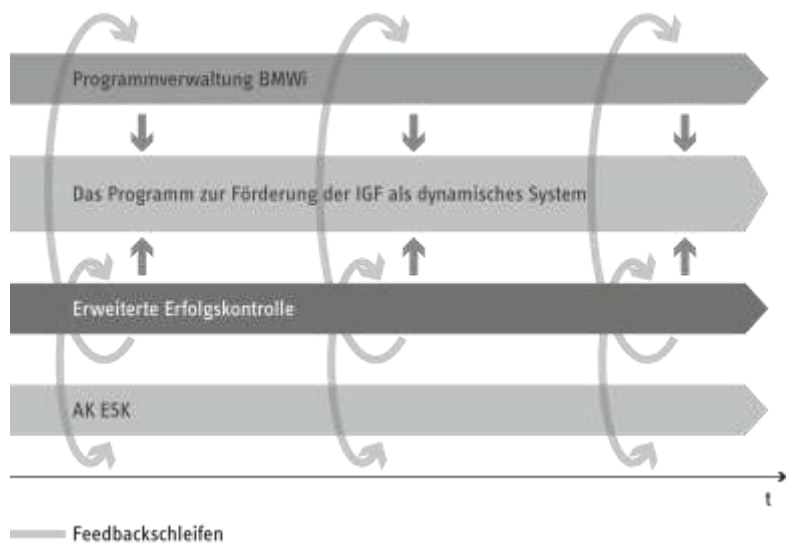 Programmverwaltung BMWi
Das Programm zur Förderung der IGF als dynamisches System
Erweiterte Erfolgskontrolle
AK ESK
t
Feedbackschleifen